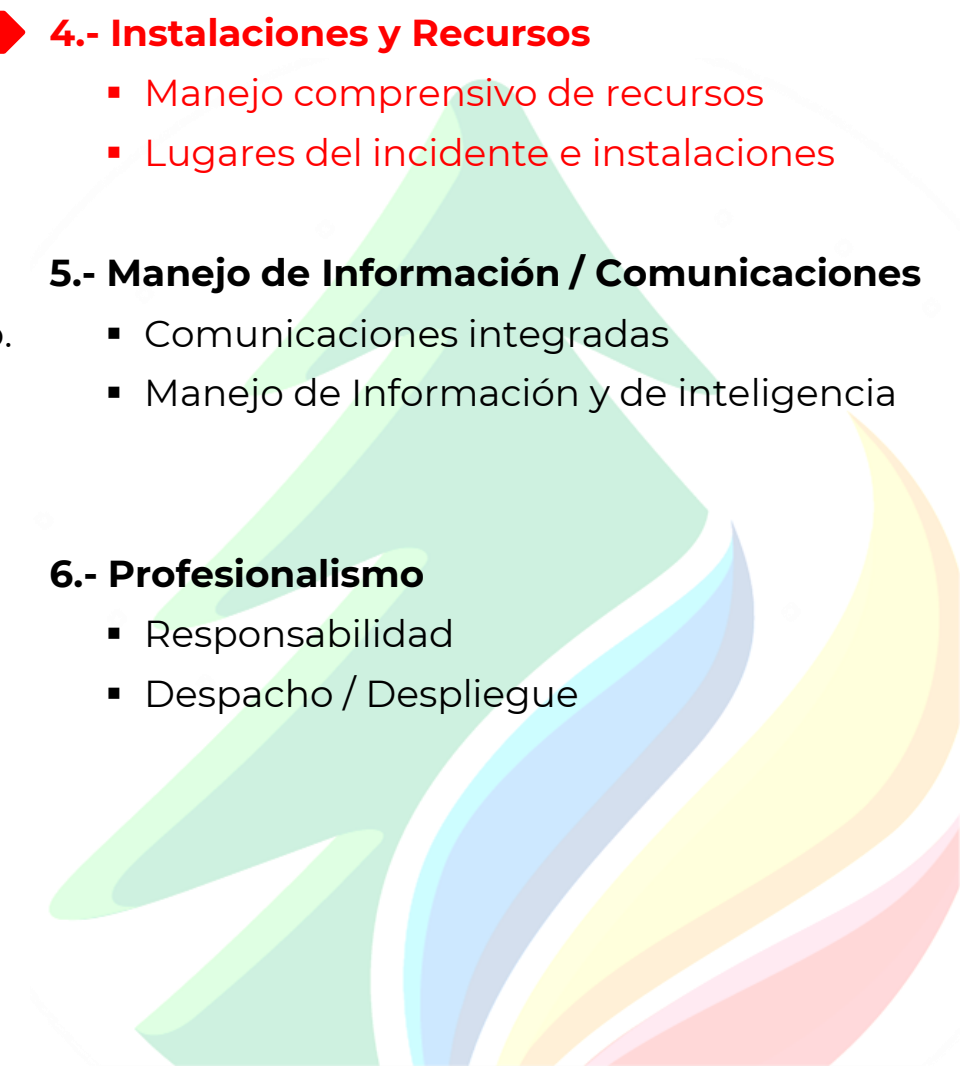 4.- Instalaciones y Recursos
▪ Manejo comprensivo de recursos
▪ Lugares del incidente e instalaciones
5.- Manejo de Información / Comunicaciones
▪ Comunicaciones integradas
▪ Manejo de Información y de inteligencia
6.- Profesionalismo
▪ Responsabilidad
▪ Despacho / Despliegue